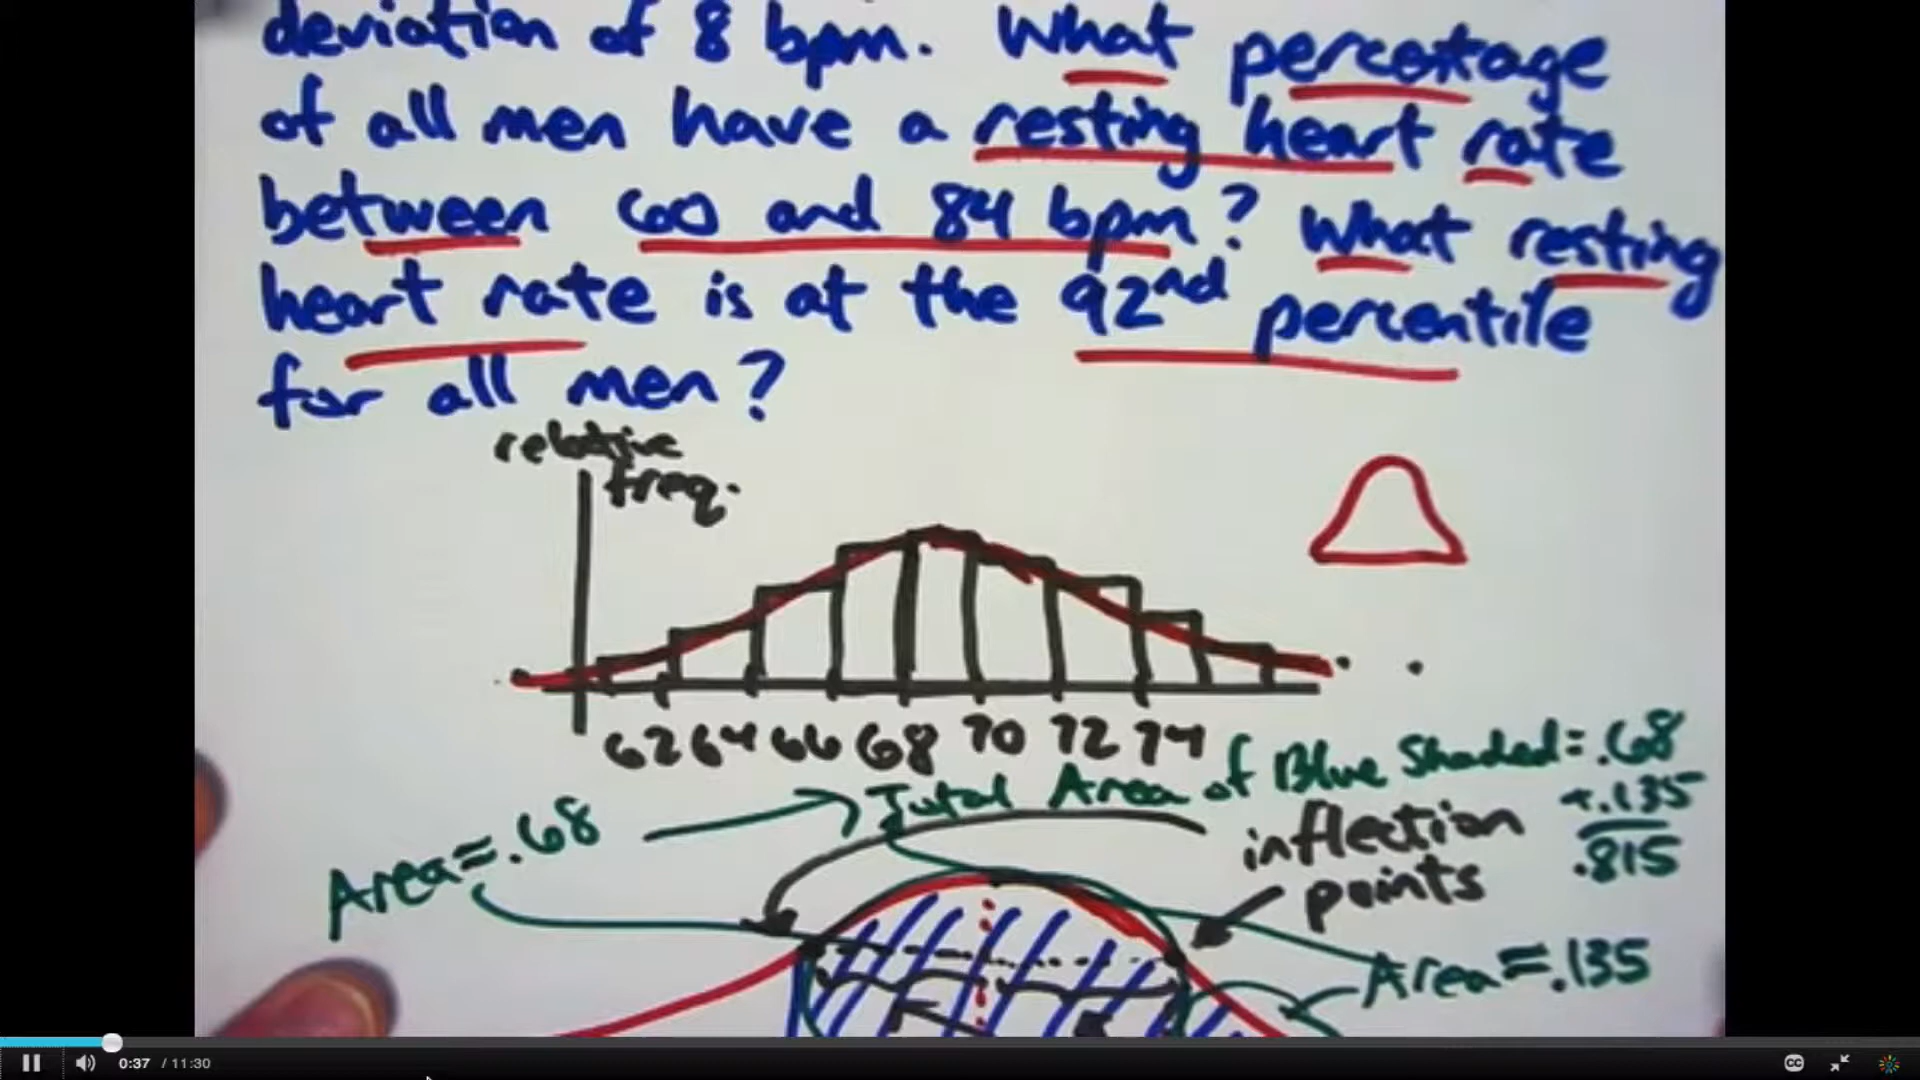 deviation of 8 bpm. What percentage
of all men have a resting heart rate
between 60 and 84 bpm? What resting
heart rate is at the 92nd percentile
for all men?
relative
freq.
62 64 66 68 70 72 74
Total Area of Blue Shaded = .68
+.135
.815
Area ≈ .68
inflection
points
Area ≈ .135
0:37 / 11:30
CC